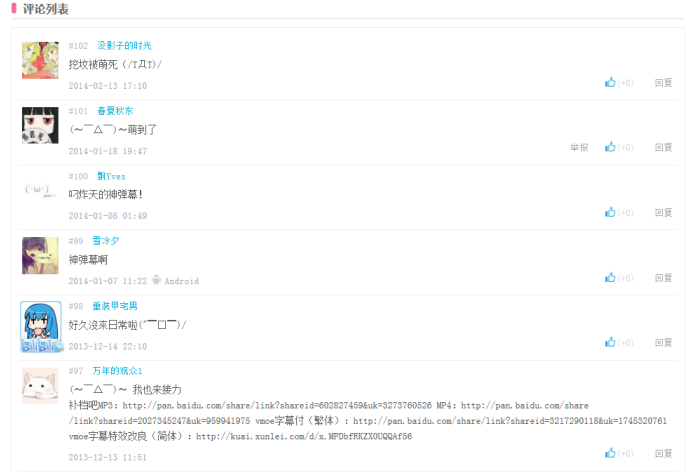 评论列表
#102 没影子的时光
挖坟被萌死（/TДT)/
2014-02-13 17:10
(+0) 回复
#101 春夏秋东
(～￣△￣)～萌到了
2014-01-18 19:47
举报 (+0) 回复
#100 飘Yves
叼炸天的神弹幕！
2014-01-08 01:49
(+0) 回复
#99 雪冷夕
神弹幕啊
2014-01-07 11:22 Android
(+0) 回复
#98 重装甲宅男
好久沒来日常啦(~￣□￣)/
2013-12-14 22:10
(+0) 回复
#97 万年的观众1
(～￣△￣)～ 我也来接力
补档吧MP3：http://pan.baidu.com/share/link?shareid=602827459&uk=3273760526 MP4：http://pan.baidu.com/share
/link?shareid=2027345247&uk=959941975 vmoe字幕付（繁体）：http://pan.baidu.com/share/link?shareid=3217290118&uk=1745320761
vmoe字幕特效改良（简体）：http://kuai.xunlei.com/d/x.MPDbfRKZXOUQQAf56
2013-12-13 11:51
(+0) 回复